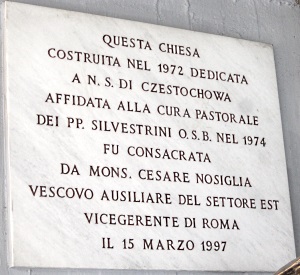 QUESTA CHIESA
COSTRUITA NEL 1972 DEDICATA
A N. S. DI CZESTOCHOWA
AFFIDATA ALLA CURA PASTORALE
DEI PP. SILVESTRINI O.S.B. NEL 1974
FU CONSACRATA
DA MONS. CESARE NOSIGLIA
VESCOVO AUSILIARE DEL SETTORE EST
VICEGERENTE DI ROMA
IL 15 MARZO 1997